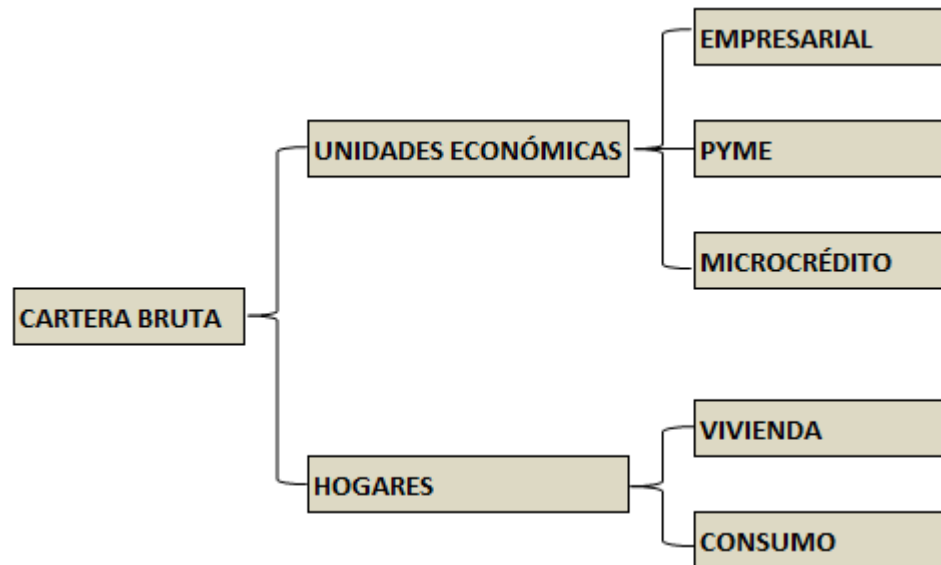 CARTERA BRUTA
UNIDADES ECONÓMICAS
EMPRESARIAL
PYME
MICROCRÉDITO
HOGARES
VIVIENDA
CONSUMO